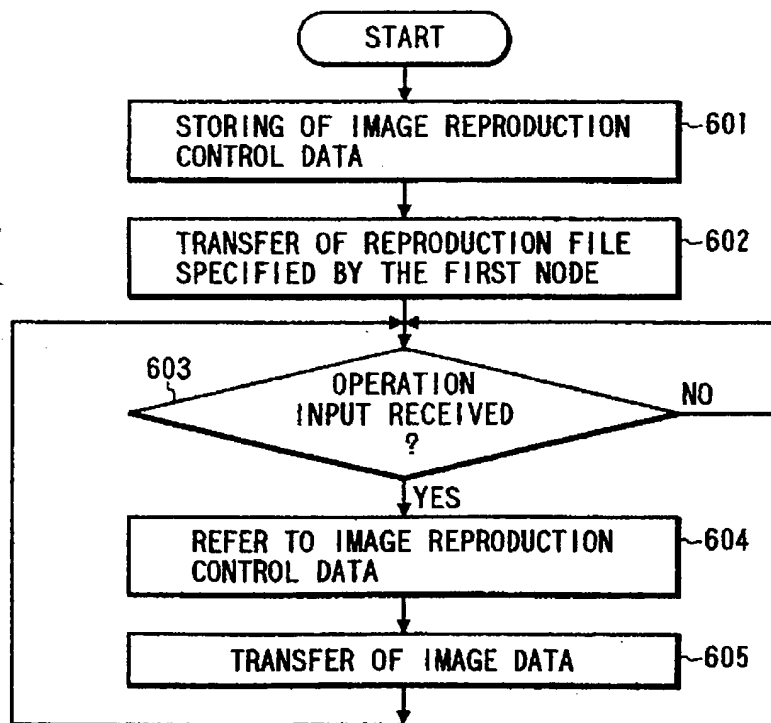 START
STORING OF IMAGE REPRODUCTION
CONTROL DATA
601
TRANSFER OF REPRODUCTION FILE
SPECIFIED BY THE FIRST NODE
602
603
OPERATION
INPUT RECEIVED
?
NO
YES
REFER TO IMAGE REPRODUCTION
CONTROL DATA
604
TRANSFER OF IMAGE DATA
605